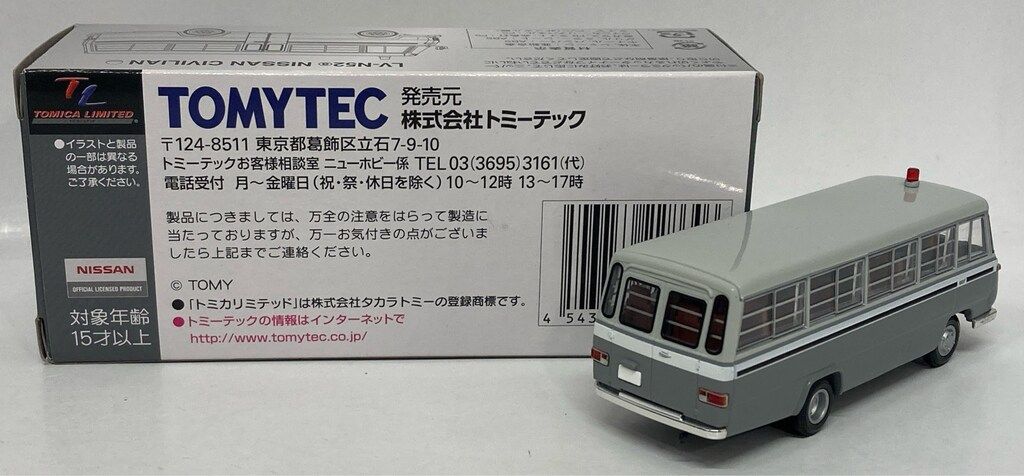 LV-N52a NISSAN CIVILIAN
TL
TOMICA LIMITED
●イラストと製品
の一部は異なる
場合があります。
ご了承ください。
NISSAN
OFFICIAL LICENSED PRODUCT
対象年齢
15才以上
TOMYTEC 発売元
株式会社トミーテック
〒124-8511 東京都葛飾区立石7-9-10
トミーテックお客様相談室 ニューホビー係 TEL 03(3695)3161(代)
電話受付 月～金曜日(祝・祭・休日を除く)10～12時 13～17時
製品につきましては、万全の注意をはらって製造に
当たっておりますが、万一お気付きの点がございま
したら上記までご連絡ください。
© TOMY
●「トミカリミテッド」は株式会社タカラトミーの登録商標です。
●トミーテックの情報はインターネットで
http://www.tomytec.co.jp/
4 543